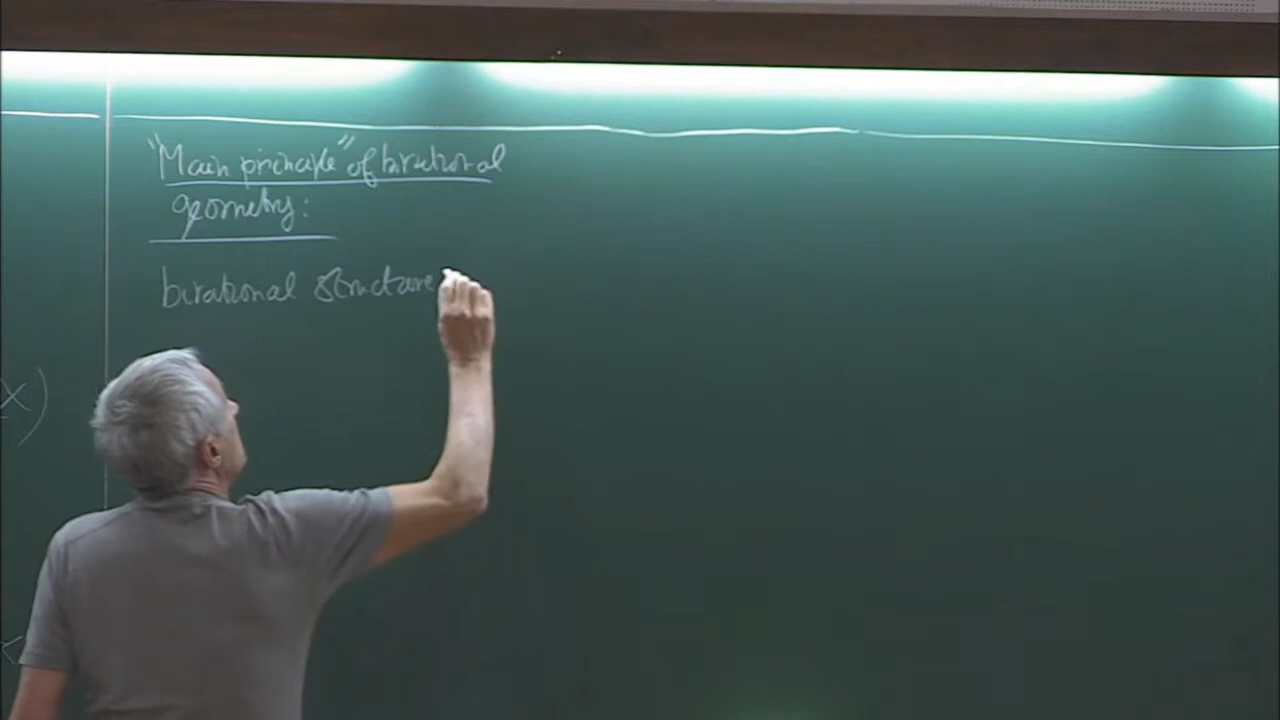 "Main principle" of birational
geometry:
birational structure
X)